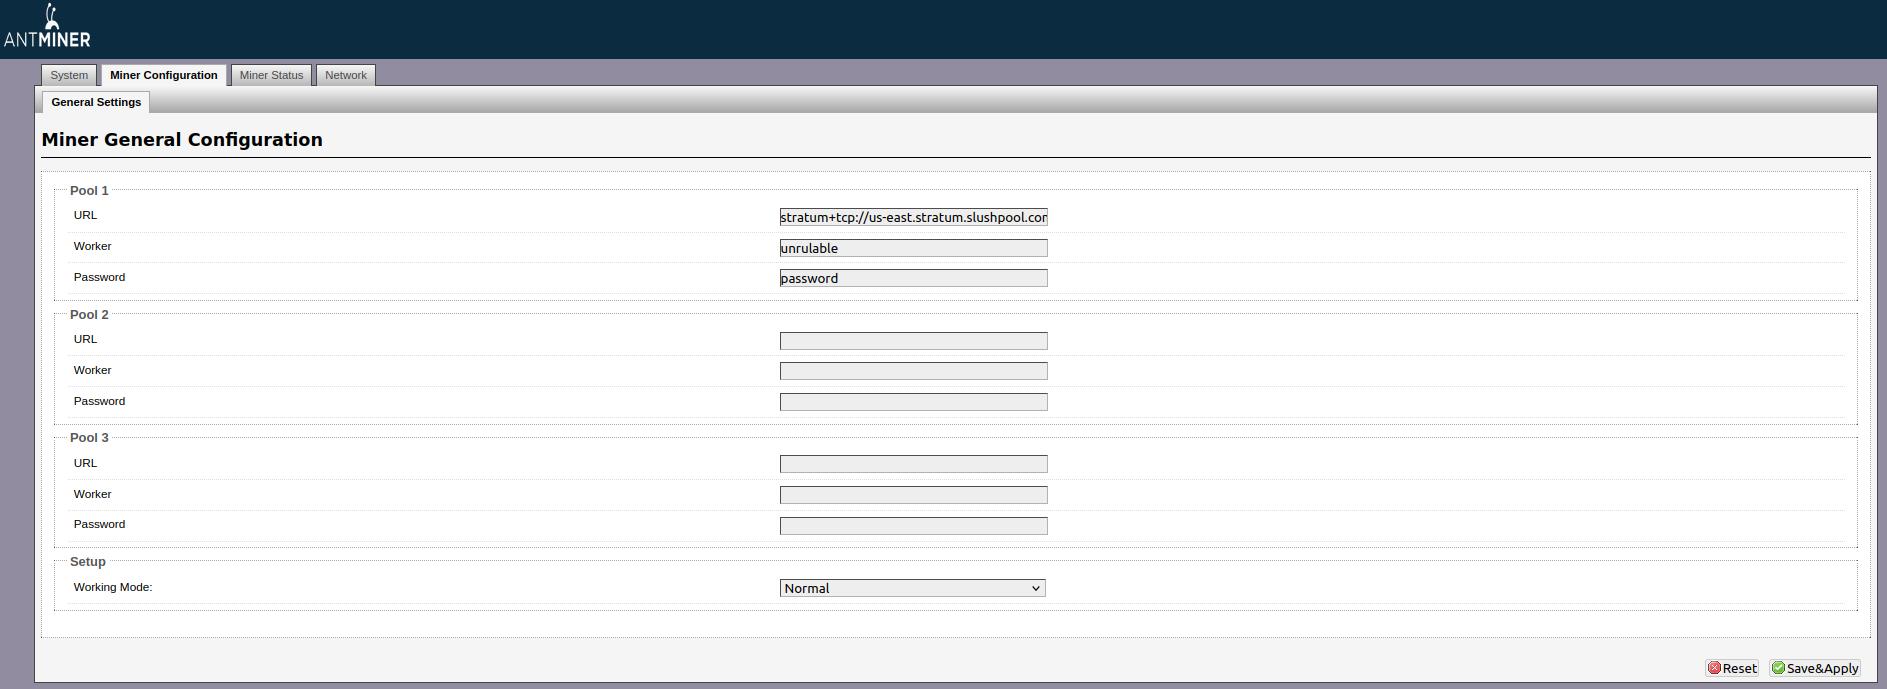 ANTMINER
System Miner Configuration Miner Status Network
General Settings
Miner General Configuration
Pool 1
URL stratum+tcp://us-east.stratum.slushpool.con
Worker unrulable
Password password
Pool 2
URL
Worker
Password
Pool 3
URL
Worker
Password
Setup
Working Mode: Normal
Reset Save&Apply